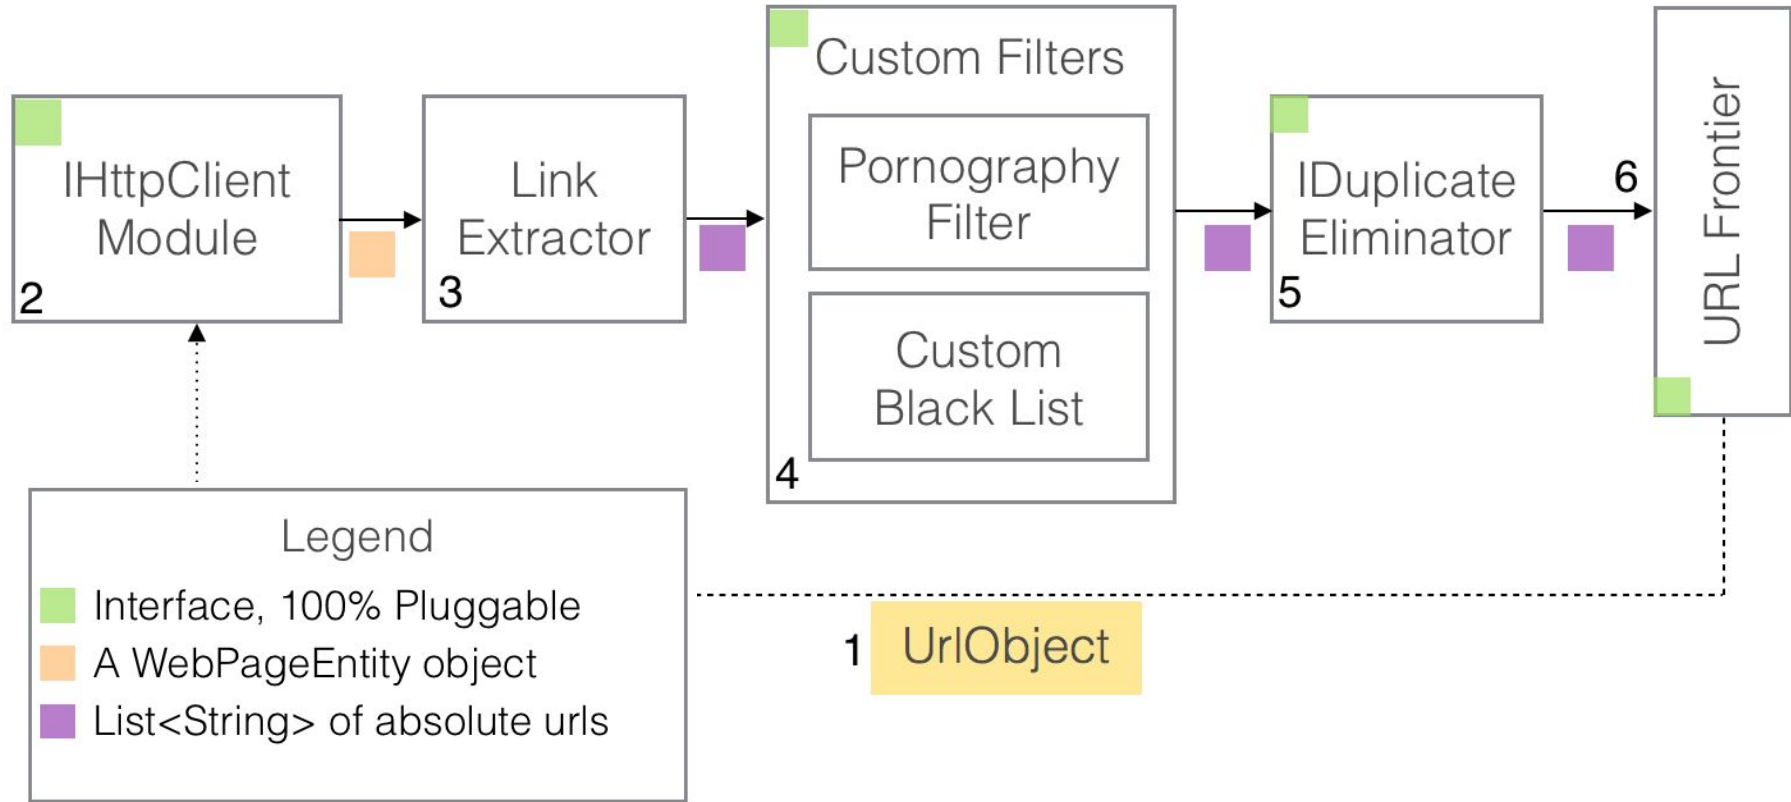 IHttpClient
Module
2
Link
Extractor
3
Custom Filters
Pornography
Filter
Custom
Black List
4
IDuplicate
Eliminator
5
6
URL Frontier
Legend
Interface, 100% Pluggable
A WebPageEntity object
List<String> of absolute urls
1
UrlObject